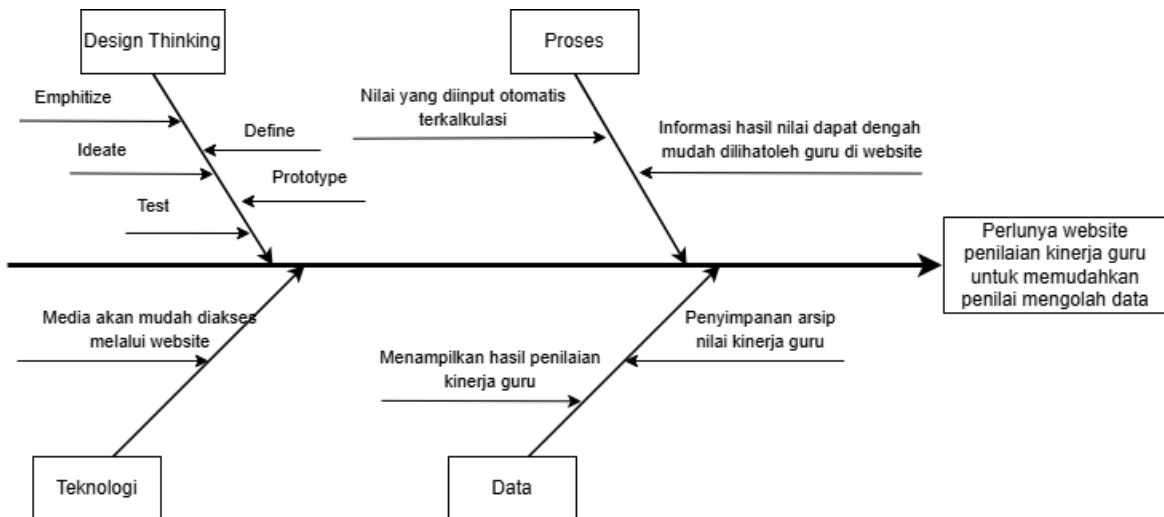 Design Thinking
Proses
Emphitize
Define
Ideate
Prototype
Test
Nilai yang diinput otomatis
terkalkulasi
Informasi hasil nilai dapat dengah
mudah dilihatoleh guru di website
Perlunya website
penilaian kinerja guru
untuk memudahkan
penilai mengolah data
Media akan mudah diakses
melalui website
Menampilkan hasil penilaian
kinerja guru
Penyimpanan arsip
nilai kinerja guru
Teknologi
Data